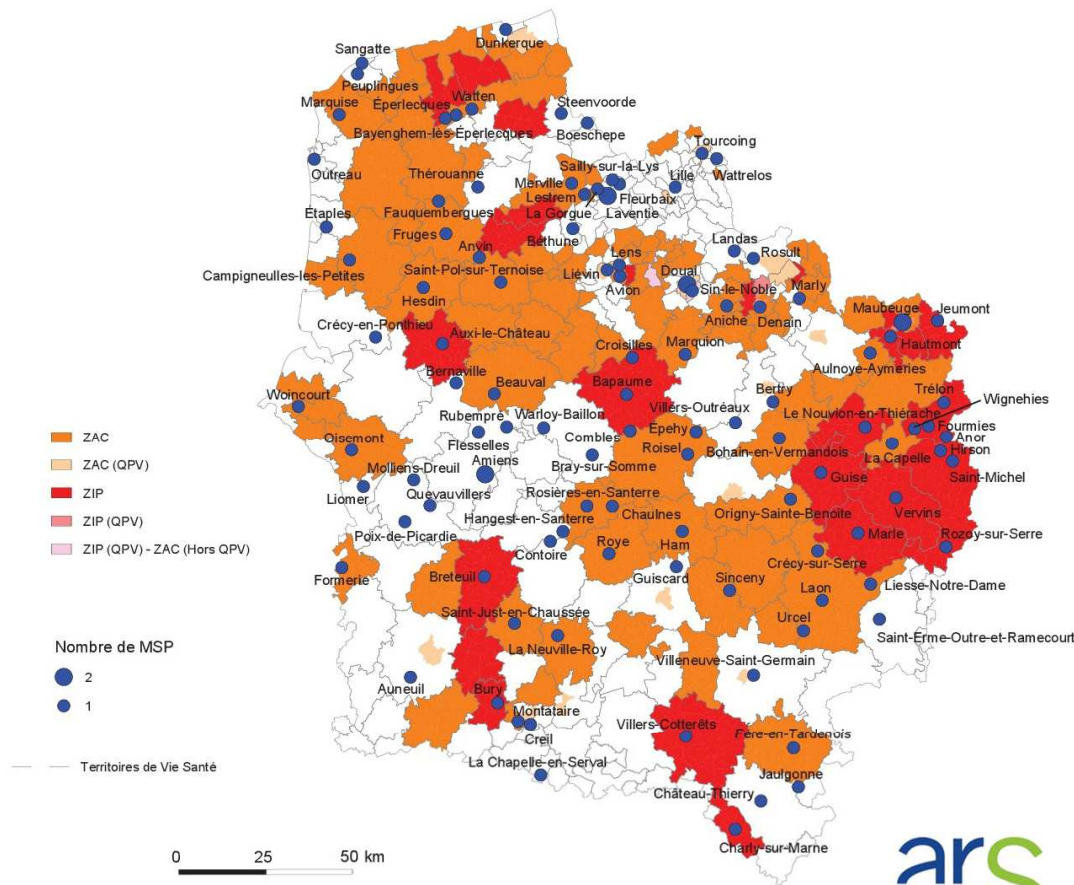 Dunkerque
Sangatte
Peuplingues
Marquise
Éperlecques
Watten
Steenvoorde
Bayenghem-lès-Éperlecques
Boeschepe
Tourcoing
Outreau
Thérouanne
Sailly-sur-la-Lys
Lille
Wattrelos
Merville
Lestrem
Fleurbaix
Étaples
Fauquembergues
La Gorgue
Laventie
Fruges
Béthune
Landas
Rosult
Anvin
Lens
Campigneulles-les-Petites
Saint-Pol-sur-Ternoise
Liévin
Douai
Avion
Sin-le-Noble
Marly
Hesdin
Aniche
Denain
Maubeuge
Jeumont
Crécy-en-Ponthieu
Auxi-le-Château
Croisilles
Marquion
Hautmont
Aulnoye-Aymeries
Bernaville
Beauval
Bapaume
Bertry
Trélon
Woincourt
Villers-Outréaux
Le Nouvion-en-Thiérache
Wignehies
Rubempré
Warloy-Baillon
Fourmies
ZAC
Oisemont
Flesselles
Combles
Épehy
Anor
ZAC (QPV)
Amiens
Roisel
Bohain-en-Vermandois
La Capelle
Hirson
Molliens-Dreuil
Bray-sur-Somme
Saint-Michel
ZIP
Liomer
Quevauvillers
Rosières-en-Santerre
Guise
ZIP (QPV)
Hangest-en-Santerre
Chaulnes
Origny-Sainte-Benoîte
Vervins
ZIP (QPV) - ZAC (Hors QPV)
Poix-de-Picardie
Contoire
Roye
Ham
Marle
Rozoy-sur-Serre
Formerie
Breteuil
Guiscard
Crécy-sur-Serre
Sinceny
Liesse-Notre-Dame
Laon
Saint-Just-en-Chaussée
Urcel
Nombre de MSP
Saint-Erme-Outre-et-Ramecourt
La Neuville-Roy
2
Villeneuve-Saint-Germain
1
Auneuil
Bury
Montataire
Villers-Cotterêts
Fère-en-Tardenois
Creil
Territoires de Vie Santé
La Chapelle-en-Serval
Jaulgonne
Château-Thierry
Charly-sur-Marne
0 25 50 km
ars